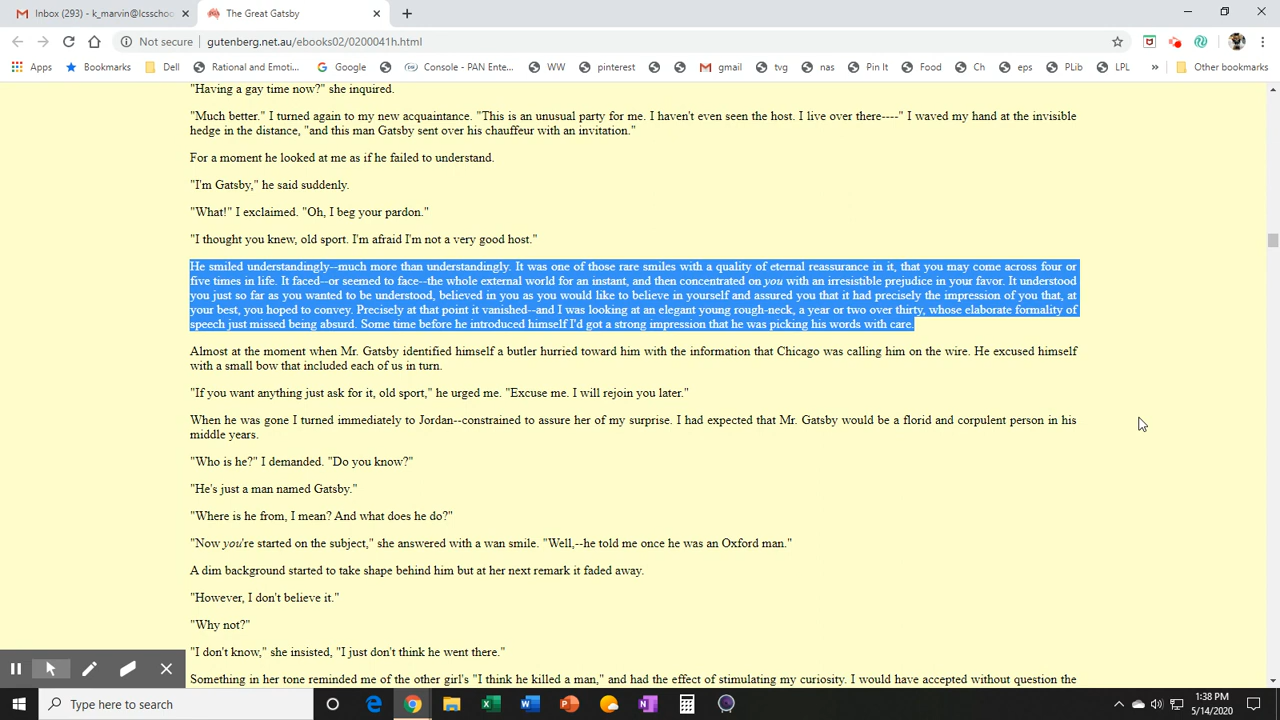 Inbox (293) - k_marvin@lcsschoo
The Great Gatsby
Not secure | gutenberg.net.au/ebooks02/0200041h.html
Apps Bookmarks Dell Rational and Emoti... Google Console - PAN Ente... WW pinterest gmail tvg nas Pin It Food Ch eps PLib LPL » Other bookmarks
"Having a gay time now?" she inquired.
"Much better." I turned again to my new acquaintance. "This is an unusual party for me. I haven't even seen the host. I live over there----" I waved my hand at the invisible
hedge in the distance, "and this man Gatsby sent over his chauffeur with an invitation."
For a moment he looked at me as if he failed to understand.
"I'm Gatsby," he said suddenly.
"What!" I exclaimed. "Oh, I beg your pardon."
"I thought you knew, old sport. I'm afraid I'm not a very good host."
He smiled understandingly--much more than understandingly. It was one of those rare smiles with a quality of eternal reassurance in it, that you may come across four or
five times in life. It faced--or seemed to face--the whole external world for an instant, and then concentrated on you with an irresistible prejudice in your favor. It understood
you just so far as you wanted to be understood, believed in you as you would like to believe in yourself and assured you that it had precisely the impression of you that, at
your best, you hoped to convey. Precisely at that point it vanished--and I was looking at an elegant young rough-neck, a year or two over thirty, whose elaborate formality of
speech just missed being absurd. Some time before he introduced himself I'd got a strong impression that he was picking his words with care.
Almost at the moment when Mr. Gatsby identified himself a butler hurried toward him with the information that Chicago was calling him on the wire. He excused himself
with a small bow that included each of us in turn.
"If you want anything just ask for it, old sport," he urged me. "Excuse me. I will rejoin you later."
When he was gone I turned immediately to Jordan--constrained to assure her of my surprise. I had expected that Mr. Gatsby would be a florid and corpulent person in his
middle years.
"Who is he?" I demanded. "Do you know?"
"He's just a man named Gatsby."
"Where is he from, I mean? And what does he do?"
"Now you're started on the subject," she answered with a wan smile. "Well,--he told me once he was an Oxford man."
A dim background started to take shape behind him but at her next remark it faded away.
"However, I don't believe it."
"Why not?"
"I don't know," she insisted, "I just don't think he went there."
Something in her tone reminded me of the other girl's "I think he killed a man," and had the effect of stimulating my curiosity. I would have accepted without question the
Type here to search
1:38 PM
5/14/2020